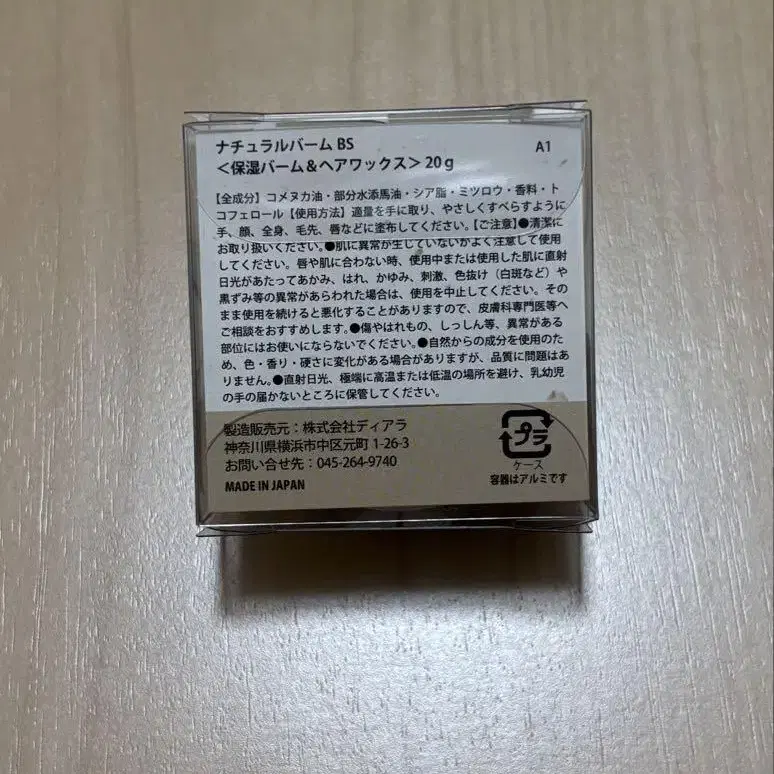 ナチュラルバーム BS
A1
＜保湿バーム＆ヘアワックス＞20g
【全成分】コメヌカ油・部分水添馬油・シア脂・ミツロウ・香料・ト
コフェロール【使用方法】適量を手に取り、やさしくすべらすように
手、顔、全身、毛先、唇などに塗布してください。【ご注意】●清潔に
お取り扱いください。●肌に異常が生じていないかよく注意して使用
してください。唇や肌に合わない時、使用中または使用した肌に直射
日光があたってあかみ、はれ、かゆみ、刺激、色抜け（白斑など）や
黒ずみ等の異常があらわれた場合は、使用を中止してください。その
まま使用を続けると悪化することがありますので、皮膚科専門医等へ
ご相談をおすすめします。●傷やはれもの、しっしん等、異常がある
部位にはお使いにならないでください。●自然からの成分を使用のた
め、色・香り・硬さに変化がある場合がありますが、品質に問題はあ
りません。●直射日光、極端に高温または低温の場所を避け、乳幼児
の手の届かないところに保管してください。
製造販売元：株式会社ディアラ
神奈川県横浜市中区元町 1-26-3
お問い合せ先：045-264-9740
MADE IN JAPAN
プラ
ケース
容器はアルミです